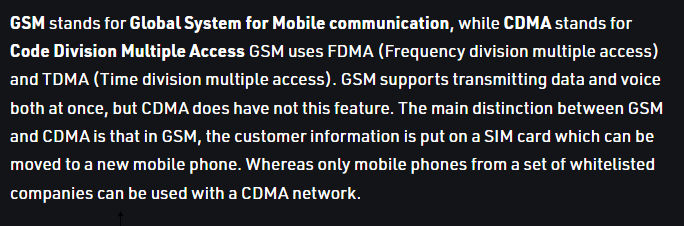 GSM stands for Global System for Mobile communication, while CDMA stands for
Code Division Multiple Access GSM uses FDMA (Frequency division multiple access)
and TDMA (Time division multiple access). GSM supports transmitting data and voice
both at once, but CDMA does have not this feature. The main distinction between GSM
and CDMA is that in GSM, the customer information is put on a SIM card which can be
moved to a new mobile phone. Whereas only mobile phones from a set of whitelisted
companies can be used with a CDMA network.